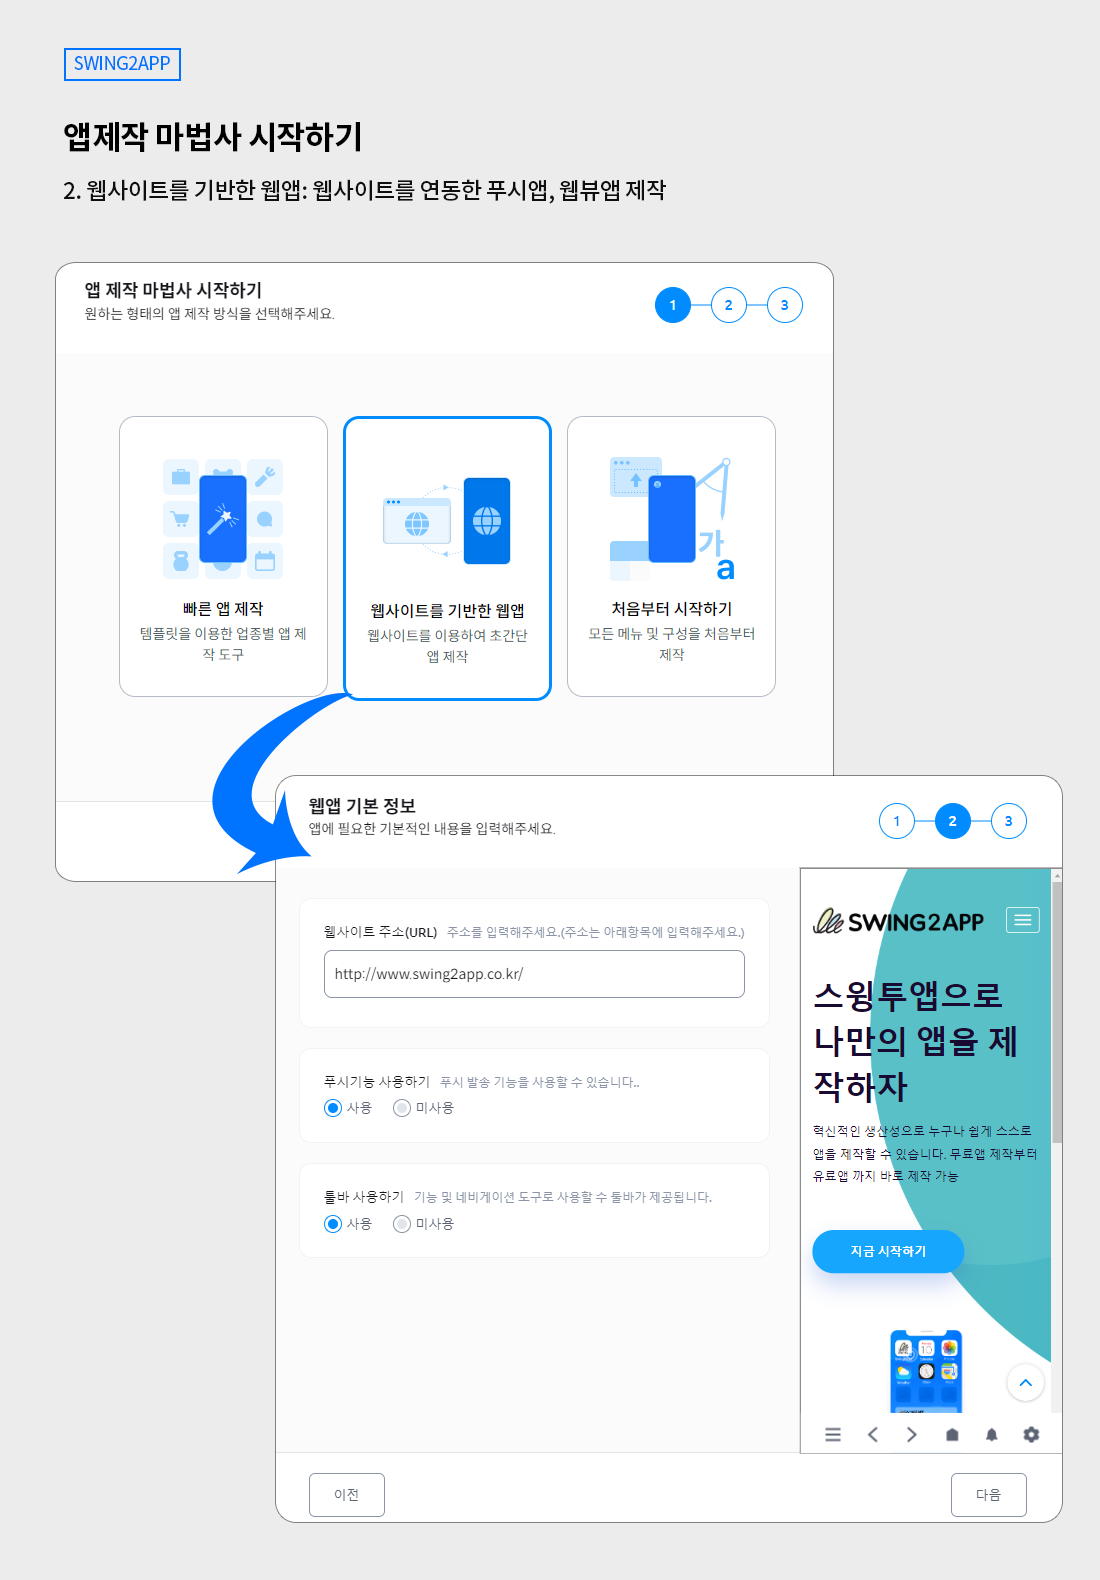 SWING2APP
앱제작 마법사 시작하기
2. 웹사이트를 기반한 웹앱: 웹사이트를 연동한 푸시앱, 웹뷰앱 제작
앱 제작 마법사 시작하기
원하는 형태의 앱 제작 방식을 선택해주세요.
1
2
3
가
a
빠른 앱 제작
템플릿을 이용한 업종별 앱 제
작 도구
웹사이트를 기반한 웹앱
웹사이트를 이용하여 초간단
앱 제작
처음부터 시작하기
모든 메뉴 및 구성을 처음부터
제작
웹앱 기본 정보
앱에 필요한 기본적인 내용을 입력해주세요.
1
2
3
웹사이트 주소(URL) 주소를 입력해주세요.(주소는 아래항목에 입력해주세요.)
http://www.swing2app.co.kr/
푸시기능 사용하기 푸시 발송 기능을 사용할 수 있습니다..
사용 미사용
툴바 사용하기 기능 및 네비게이션 도구로 사용할 수 툴바가 제공됩니다.
사용 미사용
SWING2APP
스윙투앱으로
나만의 앱을 제
작하자
혁신적인 생산성으로 누구나 쉽게 스스로
앱을 제작할 수 있습니다. 무료앱 제작부터
유료앱 까지 바로 제작 가능
지금 시작하기
이전
다음